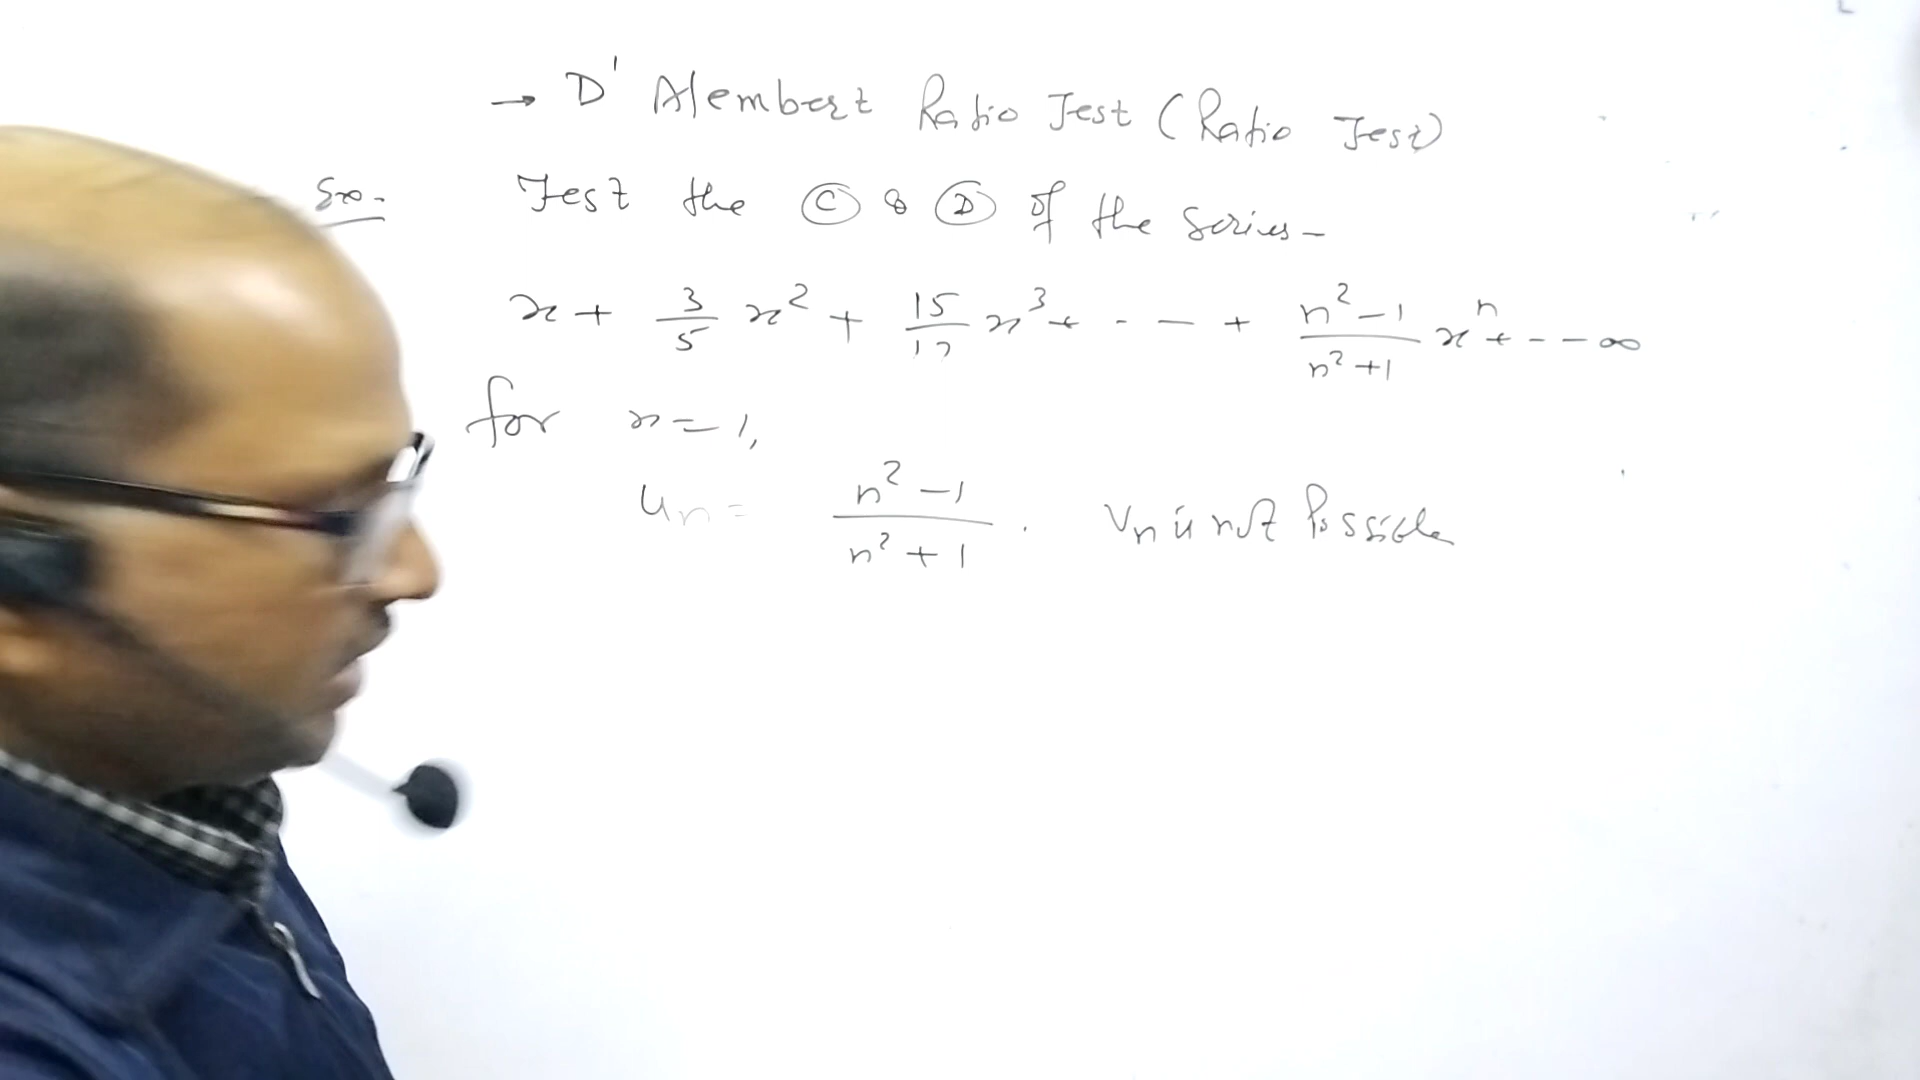 → D' Alembert Ratio Test (Ratio Test)
Ex. Test the Ⓒ & Ⓓ of the series -
x + 3/5 x² + 15/17 x³ + - - + n²-1/n²+1 xⁿ + - - ∞
for x = 1,
uₙ = n²-1/n²+1 . Vₙ is not Possible